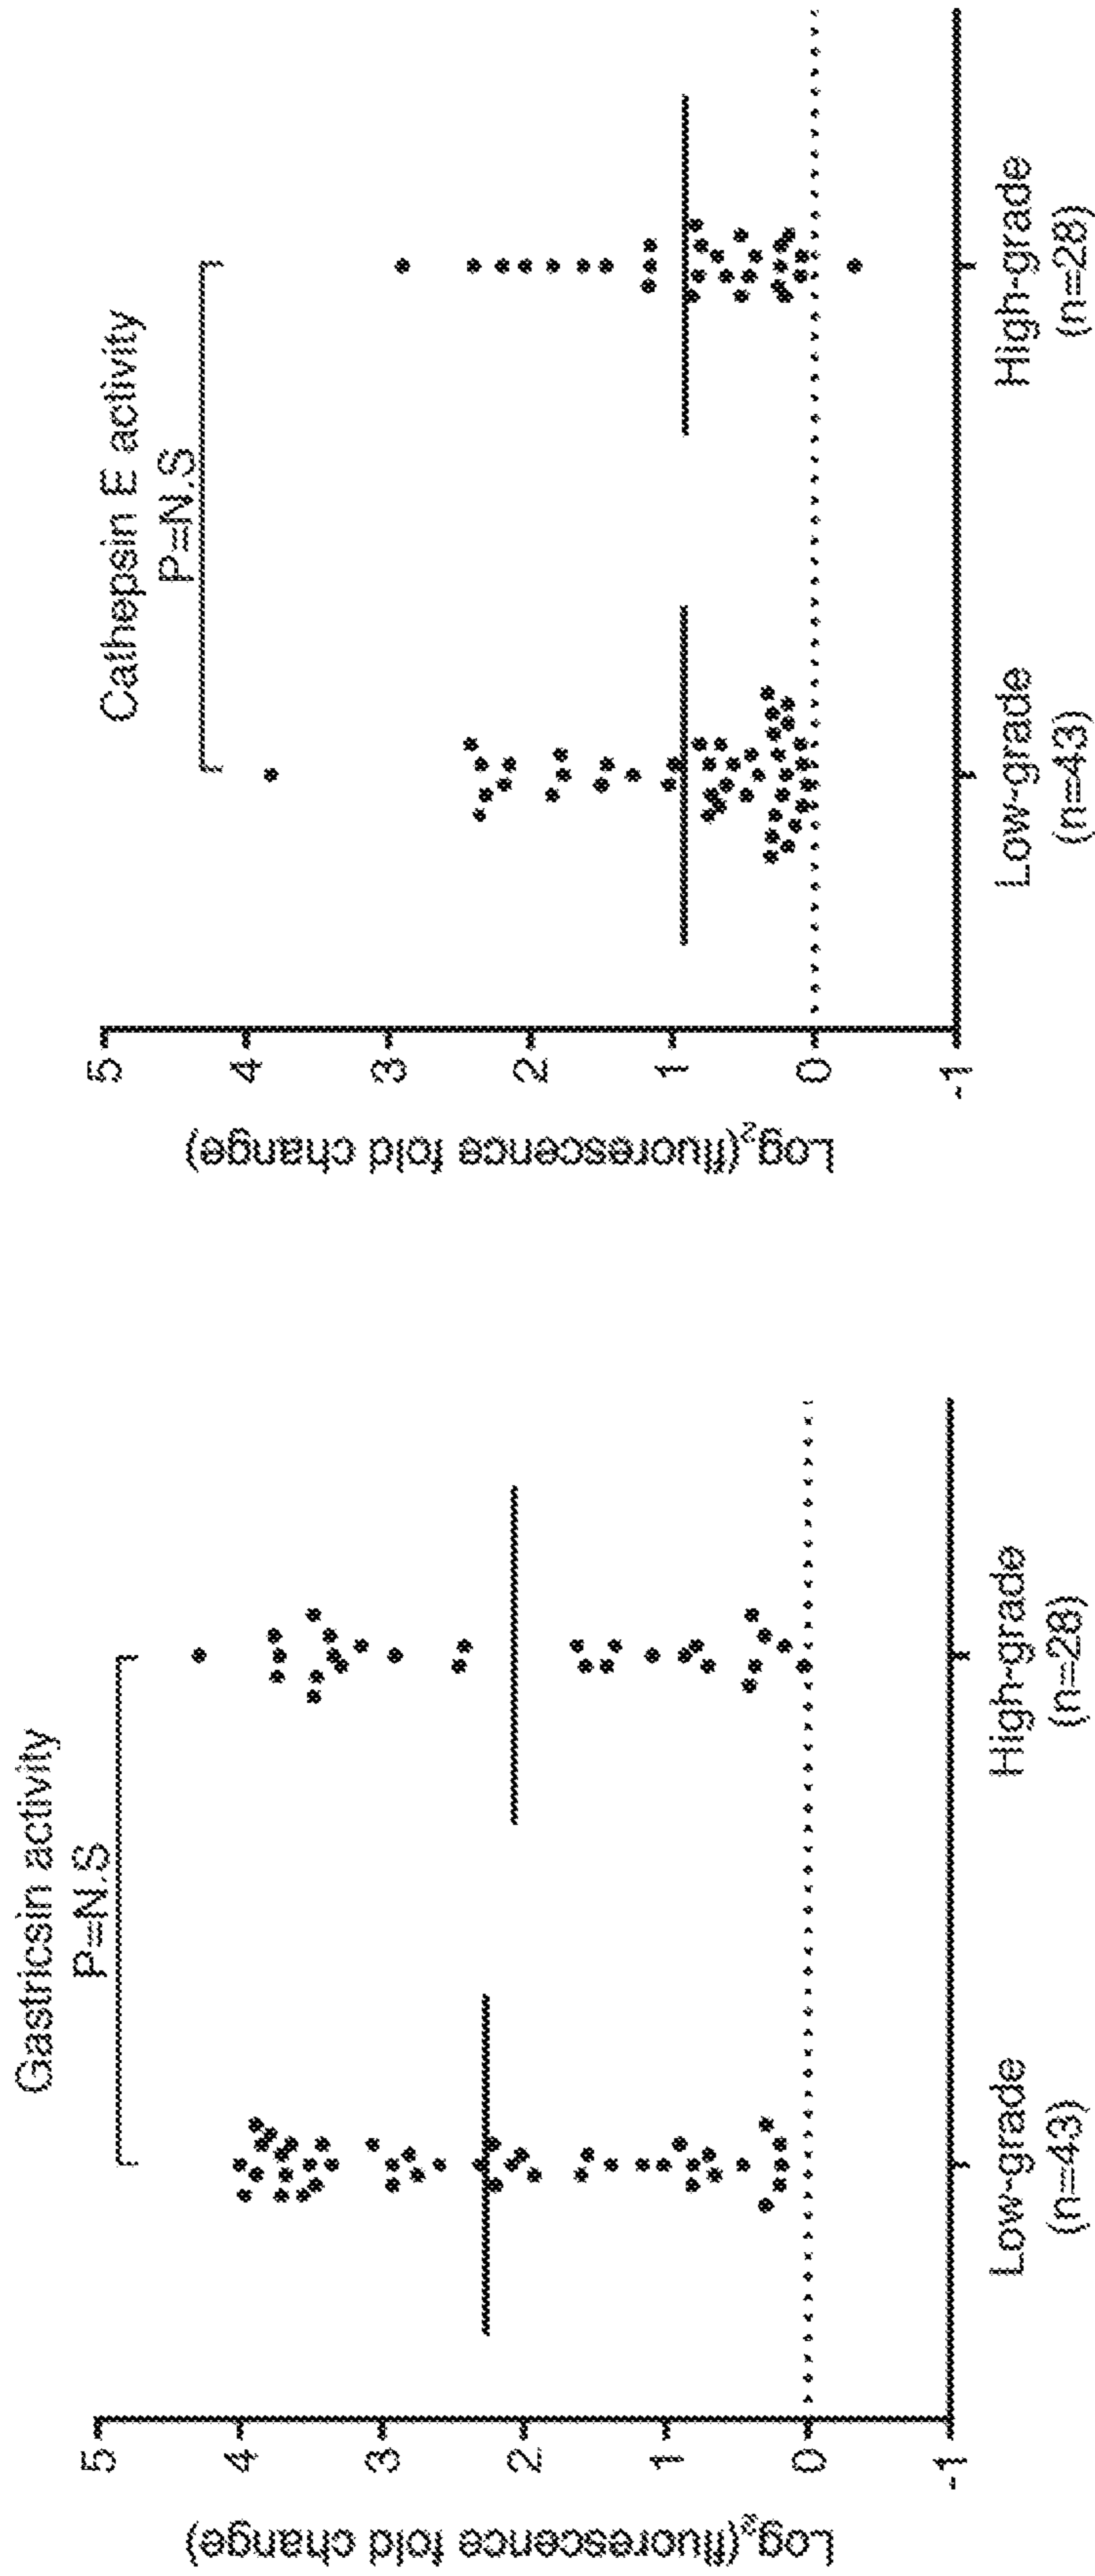 Gastricsin activity
P=N.S
Log₂(fluorescence fold change)
5
4
3
2
1
0
-1
Low-grade
(n=43)
High-grade
(n=28)
Cathepsin E activity
P=N.S
Log₂(fluorescence fold change)
5
4
3
2
1
0
-1
Low-grade
(n=43)
High-grade
(n=28)